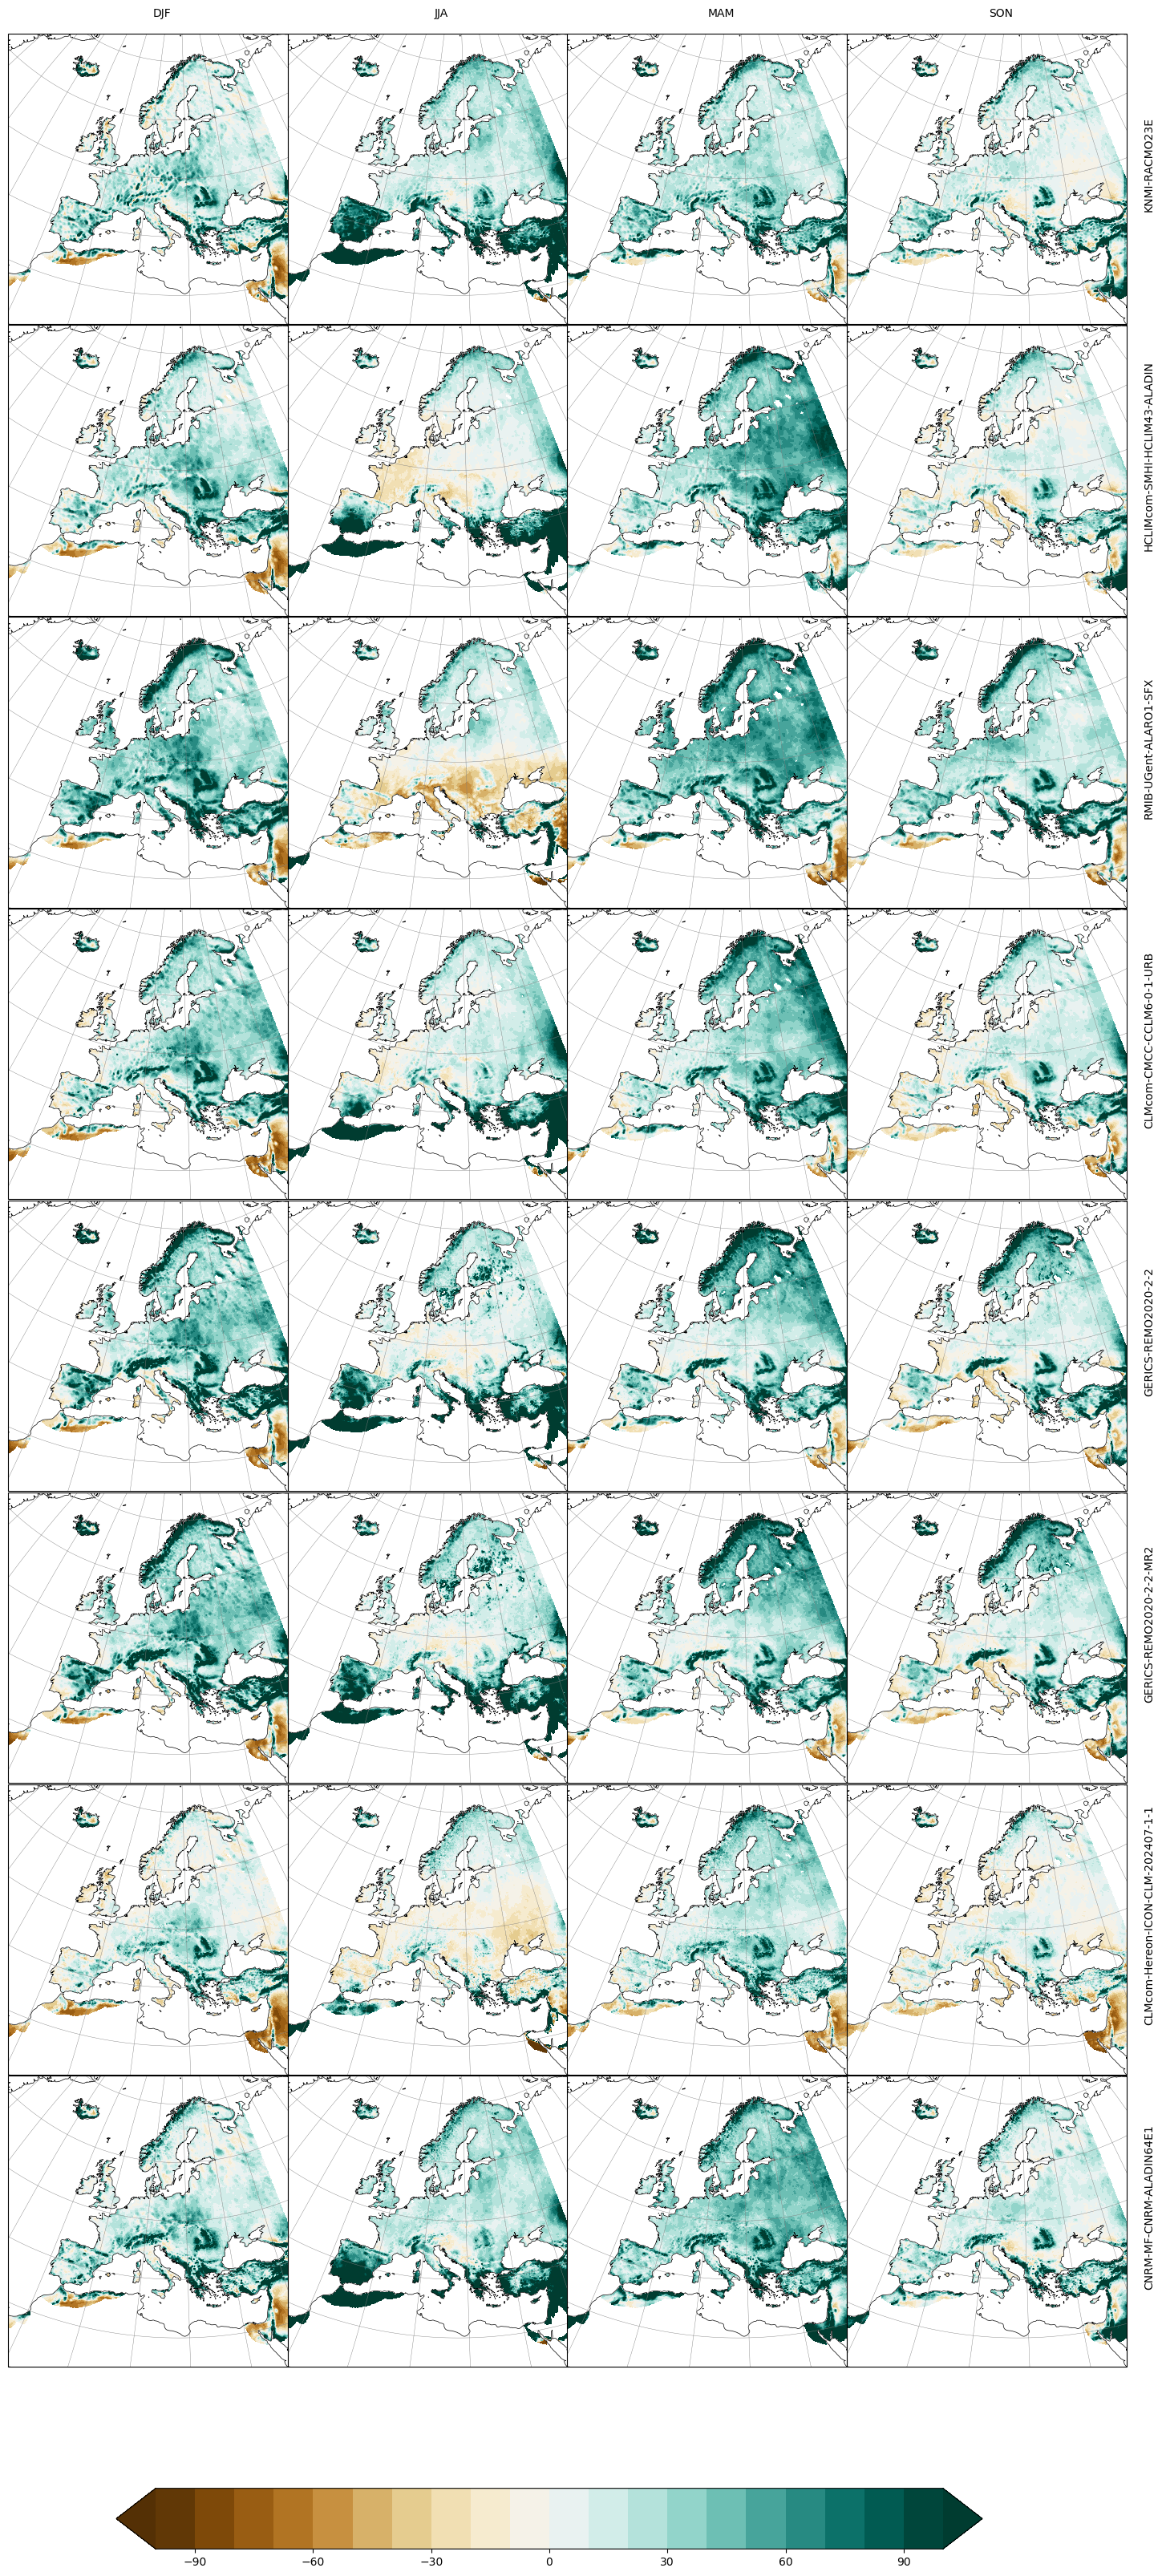 DJF JJA MAM SON
KNMI-RACMO23E
HCLIMcom-SMHI-HCLIM43-ALADIN
RMIB-UGent-ALARO1-SFX
CLMcom-CMCC-CCLM6-0-1-URB
GERICS-REMO2020-2-2
GERICS-REMO2020-2-2-MR2
CLMcom-Hereon-ICON-CLM-202407-1-1
CNRM-MF-CNRM-ALADIN64E1
−90 −60 −30 0 30 60 90